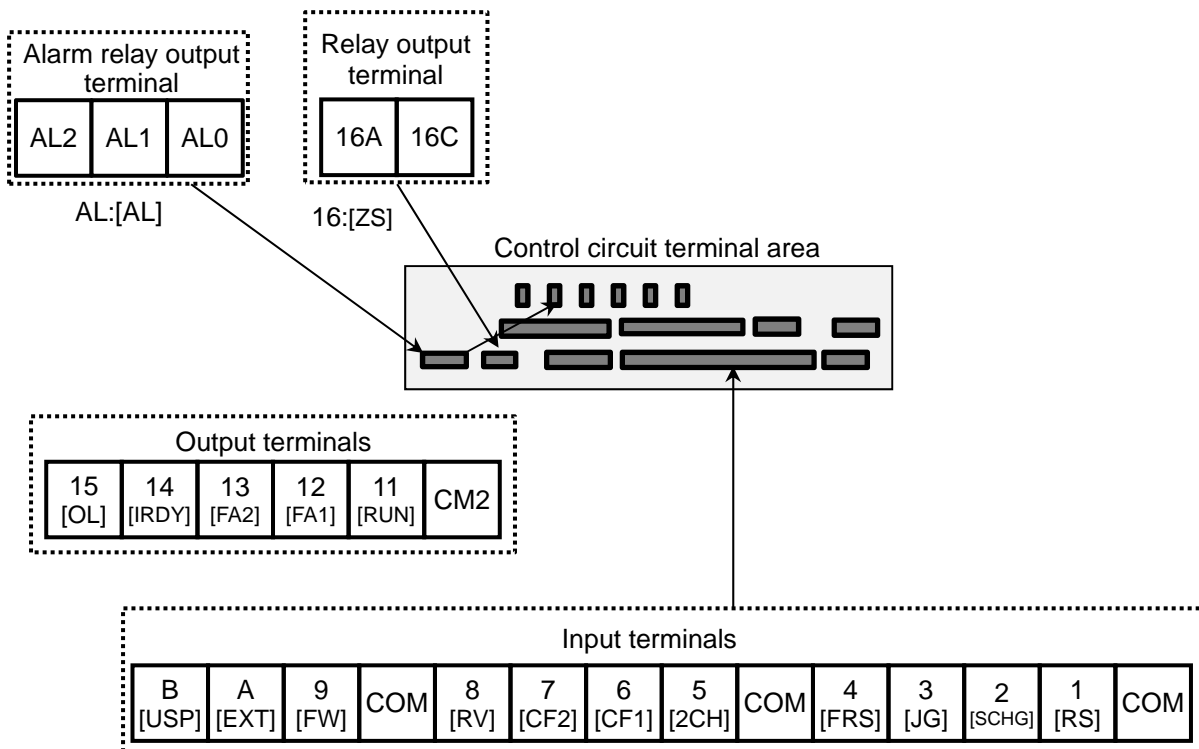 Alarm relay output
terminal
AL2 AL1 AL0
AL:[AL]
Relay output
terminal
16A 16C
16:[ZS]
Control circuit terminal area
Output terminals
15 14 13 12 11 CM2
[OL] [IRDY] [FA2] [FA1] [RUN]
Input terminals
B A 9 COM 8 7 6 5 COM 4 3 2 1 COM
[USP] [EXT] [FW] [RV] [CF2] [CF1] [2CH] [FRS] [JG] [SCHG] [RS]